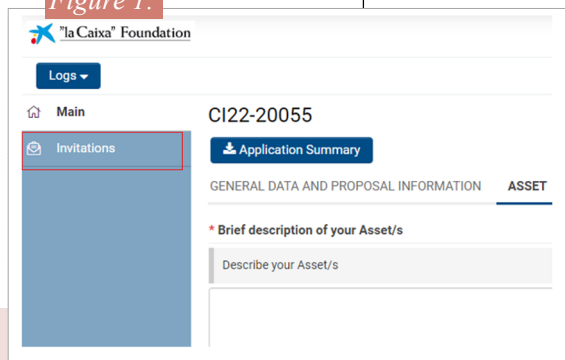 Figure 1.
"la Caixa" Foundation
Logs
Main
Invitations
CI22-20055
Application Summary
GENERAL DATA AND PROPOSAL INFORMATION ASSET
* Brief description of your Asset/s
Describe your Asset/s